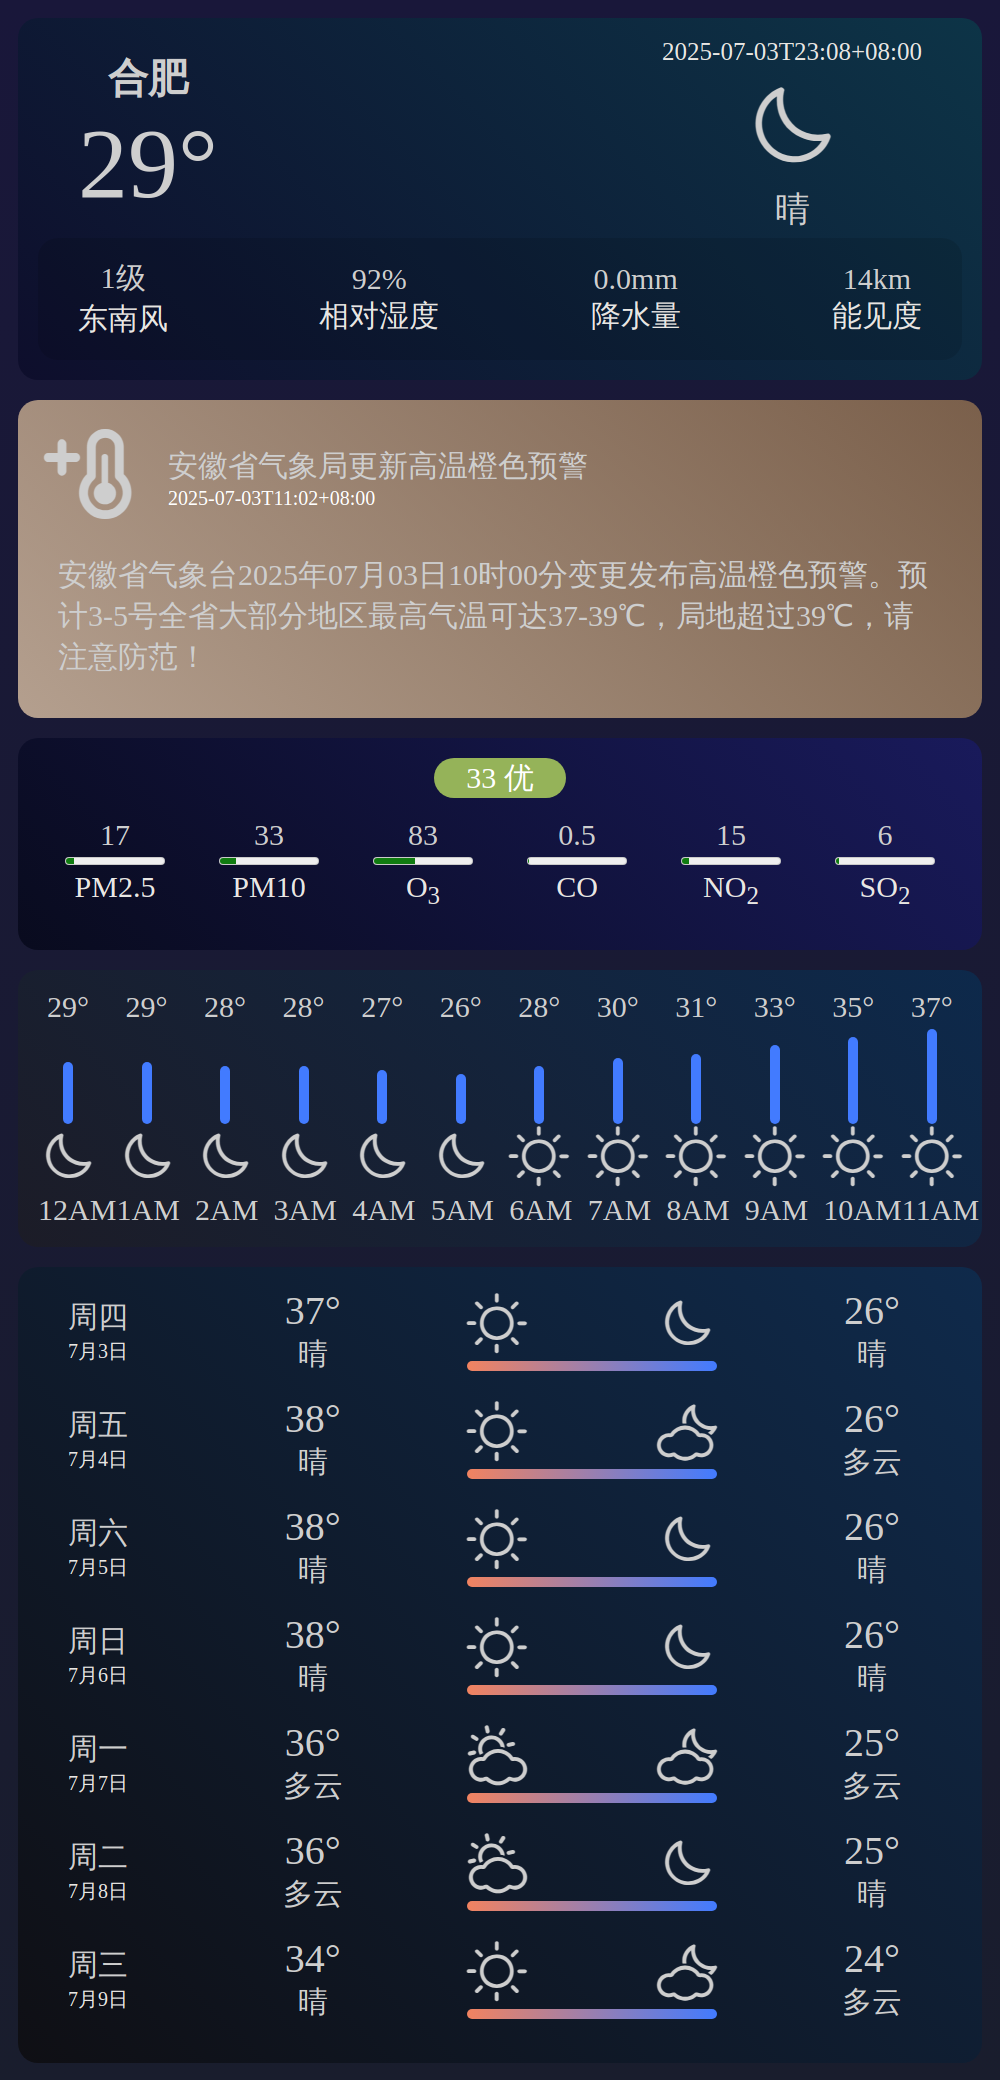 合肥
29°
2025-07-03T23:08+08:00
晴
1级 92% 0.0mm 14km
东南风 相对湿度 降水量 能见度
安徽省气象局更新高温橙色预警
2025-07-03T11:02+08:00
安徽省气象台2025年07月03日10时00分变更发布高温橙色预警。预
计3-5号全省大部分地区最高气温可达37-39℃，局地超过39℃，请
注意防范！
33 优
17 33 83 0.5 15 6
PM2.5 PM10 O3 CO NO2 SO2
29° 29° 28° 28° 27° 26° 28° 30° 31° 33° 35° 37°
12AM 1AM 2AM 3AM 4AM 5AM 6AM 7AM 8AM 9AM 10AM 11AM
周四 37° 26°
7月3日 晴 晴
周五 38° 26°
7月4日 晴 多云
周六 38° 26°
7月5日 晴 晴
周日 38° 26°
7月6日 晴 晴
周一 36° 25°
7月7日 多云 多云
周二 36° 25°
7月8日 多云 晴
周三 34° 24°
7月9日 晴 多云